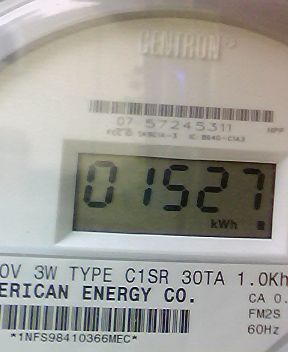 CENTRON
07 57245311
01527
kWh
0V 3W TYPE C1SR 30TA 1.0Kh
ERICAN ENERGY CO.
CA 0.
FM2S
60Hz
*1NFS98410366MEC*